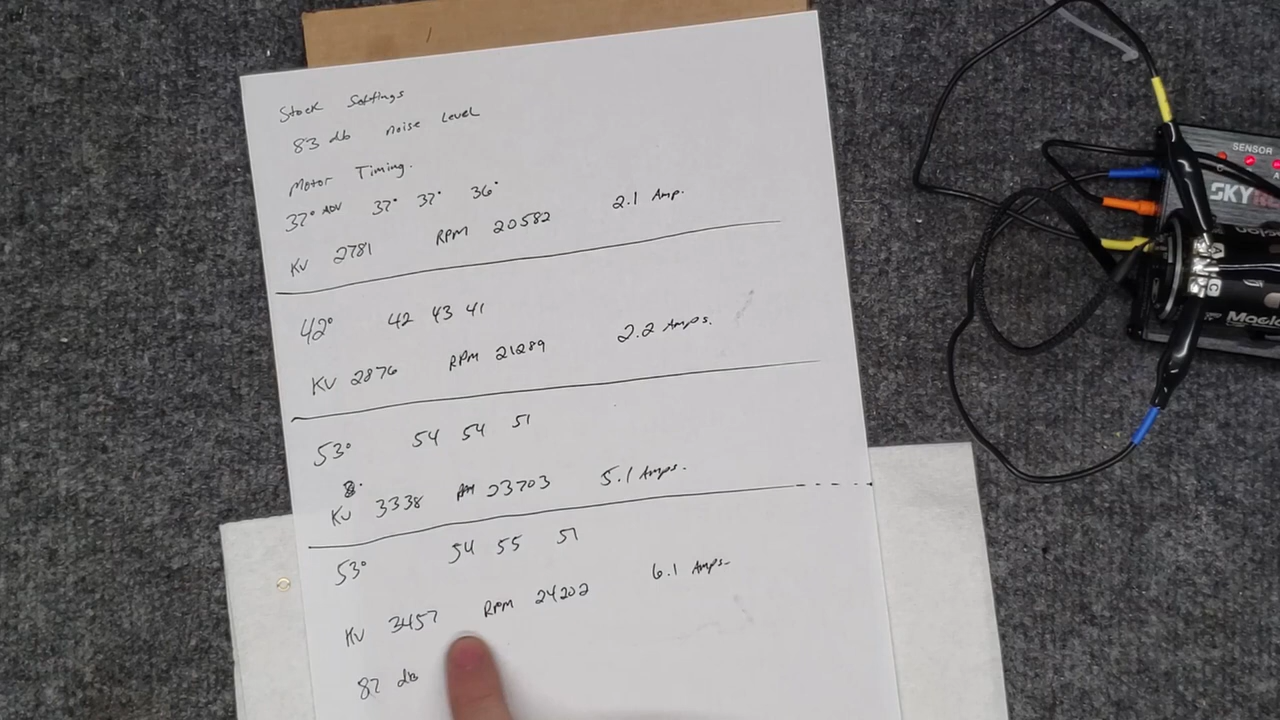 Stock Settings
83 db noise Level
Motor Timing.
37° ADV 37° 37° 36°
KV 2781 RPM 20582 2.1 Amp.
42° 42 43 41
KV 2876 RPM 21289 2.2 Amps.
53° 54 54 51
KV 3338 RPM 23703 5.1 Amps.
53° 54 55 51
KV 3457 RPM 24202 6.1 Amps.
87 db
SENSOR
SKY
A
C